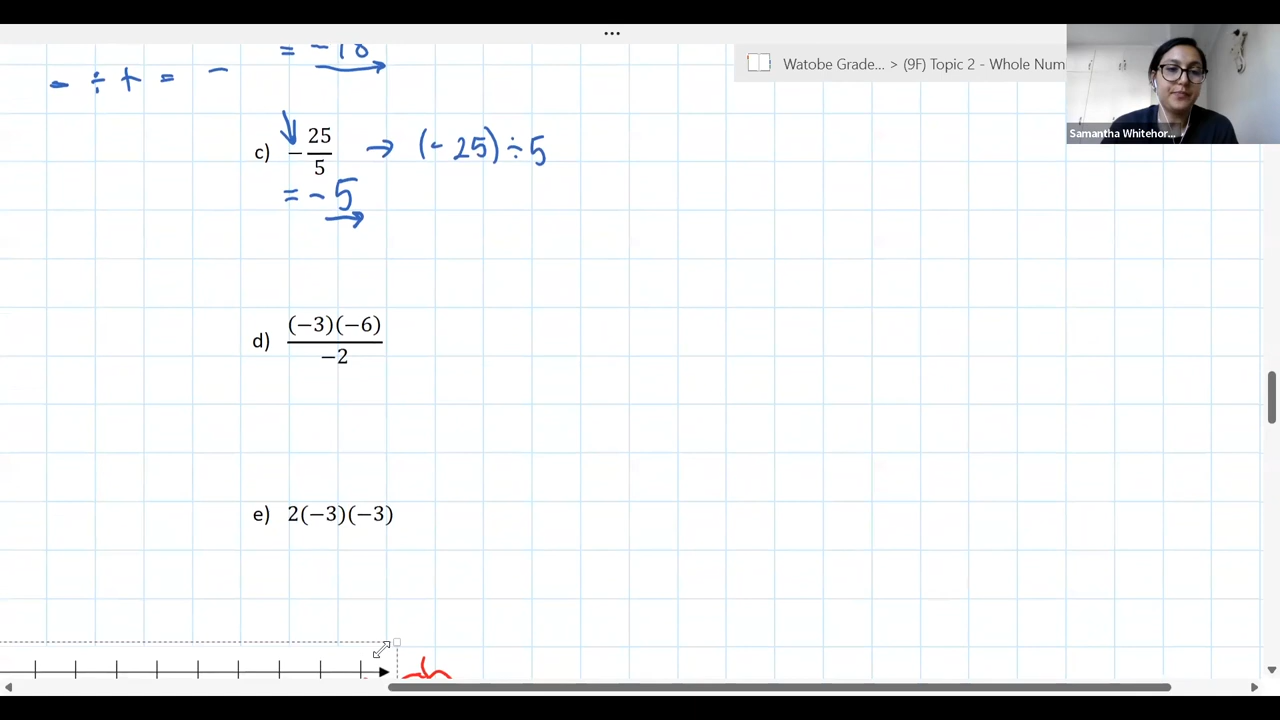 = -18
Watobe Grade... > (9F) Topic 2 - Whole Num
- ÷ + = -
Samantha Whitehor...
c) -25/5 → (- 25) ÷ 5
= - 5
d) (−3)(−6)/−2
e) 2(−3)(−3)